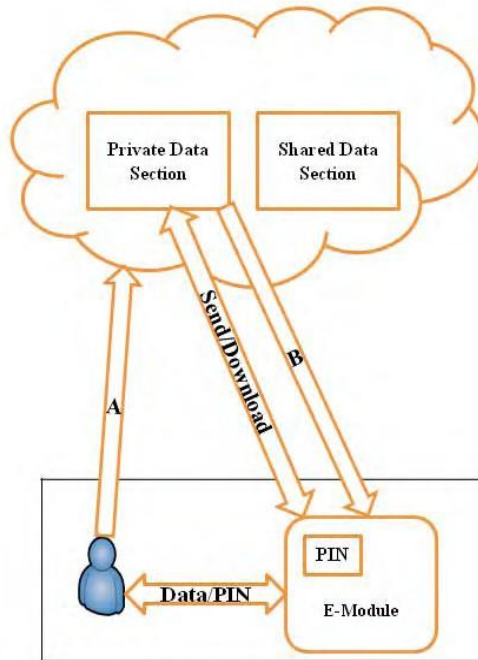 Private Data
Section
Shared Data
Section
Send/Download
B
A
PIN
Data/PIN
E-Module